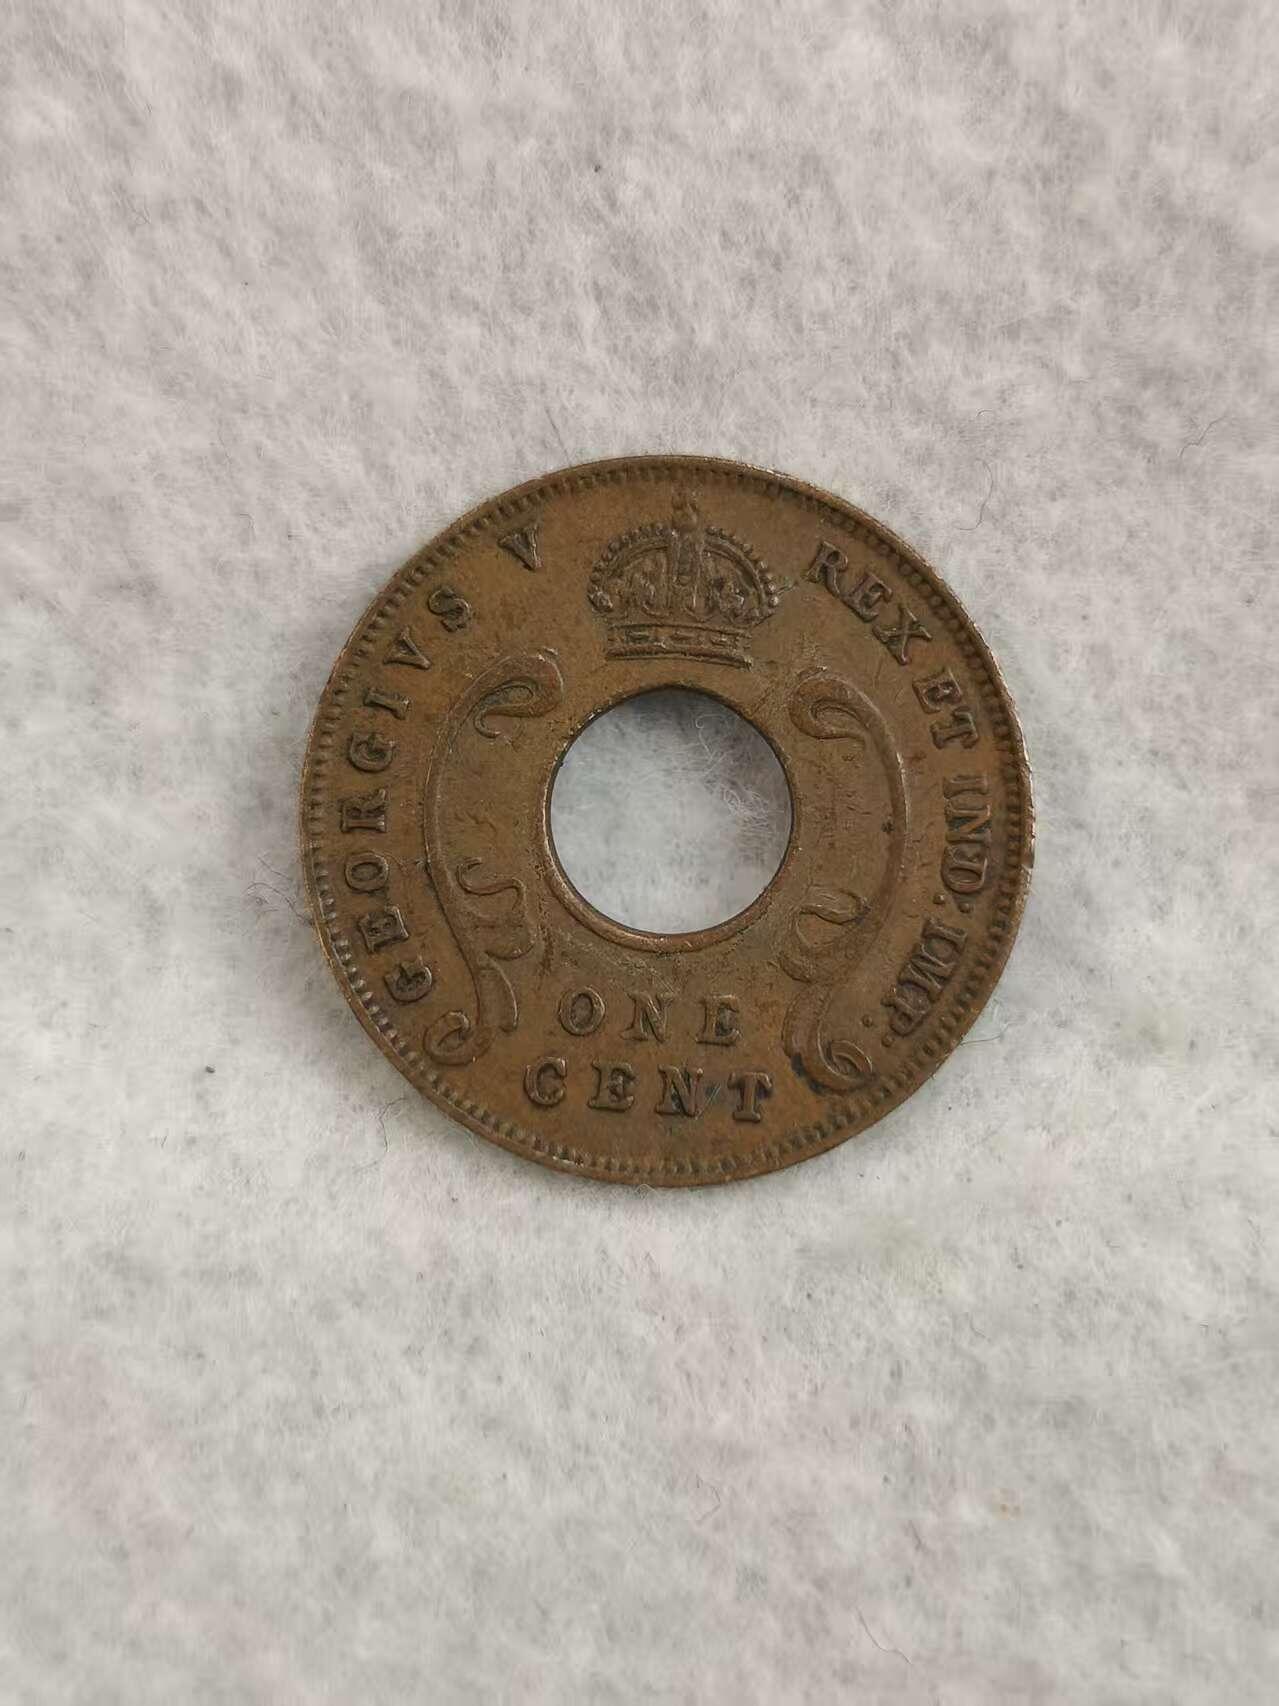 GEORGIVS V REX ET IND: IMP:
ONE
CENT